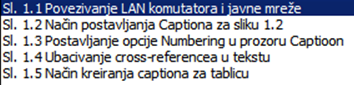 Sl. 1.1 Povezivanje LAN komutatora i javne mreže
Sl. 1.2 Način postavljanja Captiona za sliku 1.2
Sl. 1.3 Postavljanje opcije Numbering u prozoru Captioon
Sl. 1.4 Ubacivanje cross-referencea u tekstu
Sl. 1.5 Način kreiranja captiona za tablicu